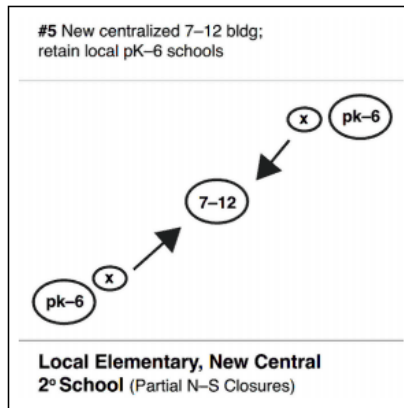 #5 New centralized 7–12 bldg;
retain local pK–6 schools
x
pk–6
7–12
x
pk–6
Local Elementary, New Central
2º School (Partial N–S Closures)